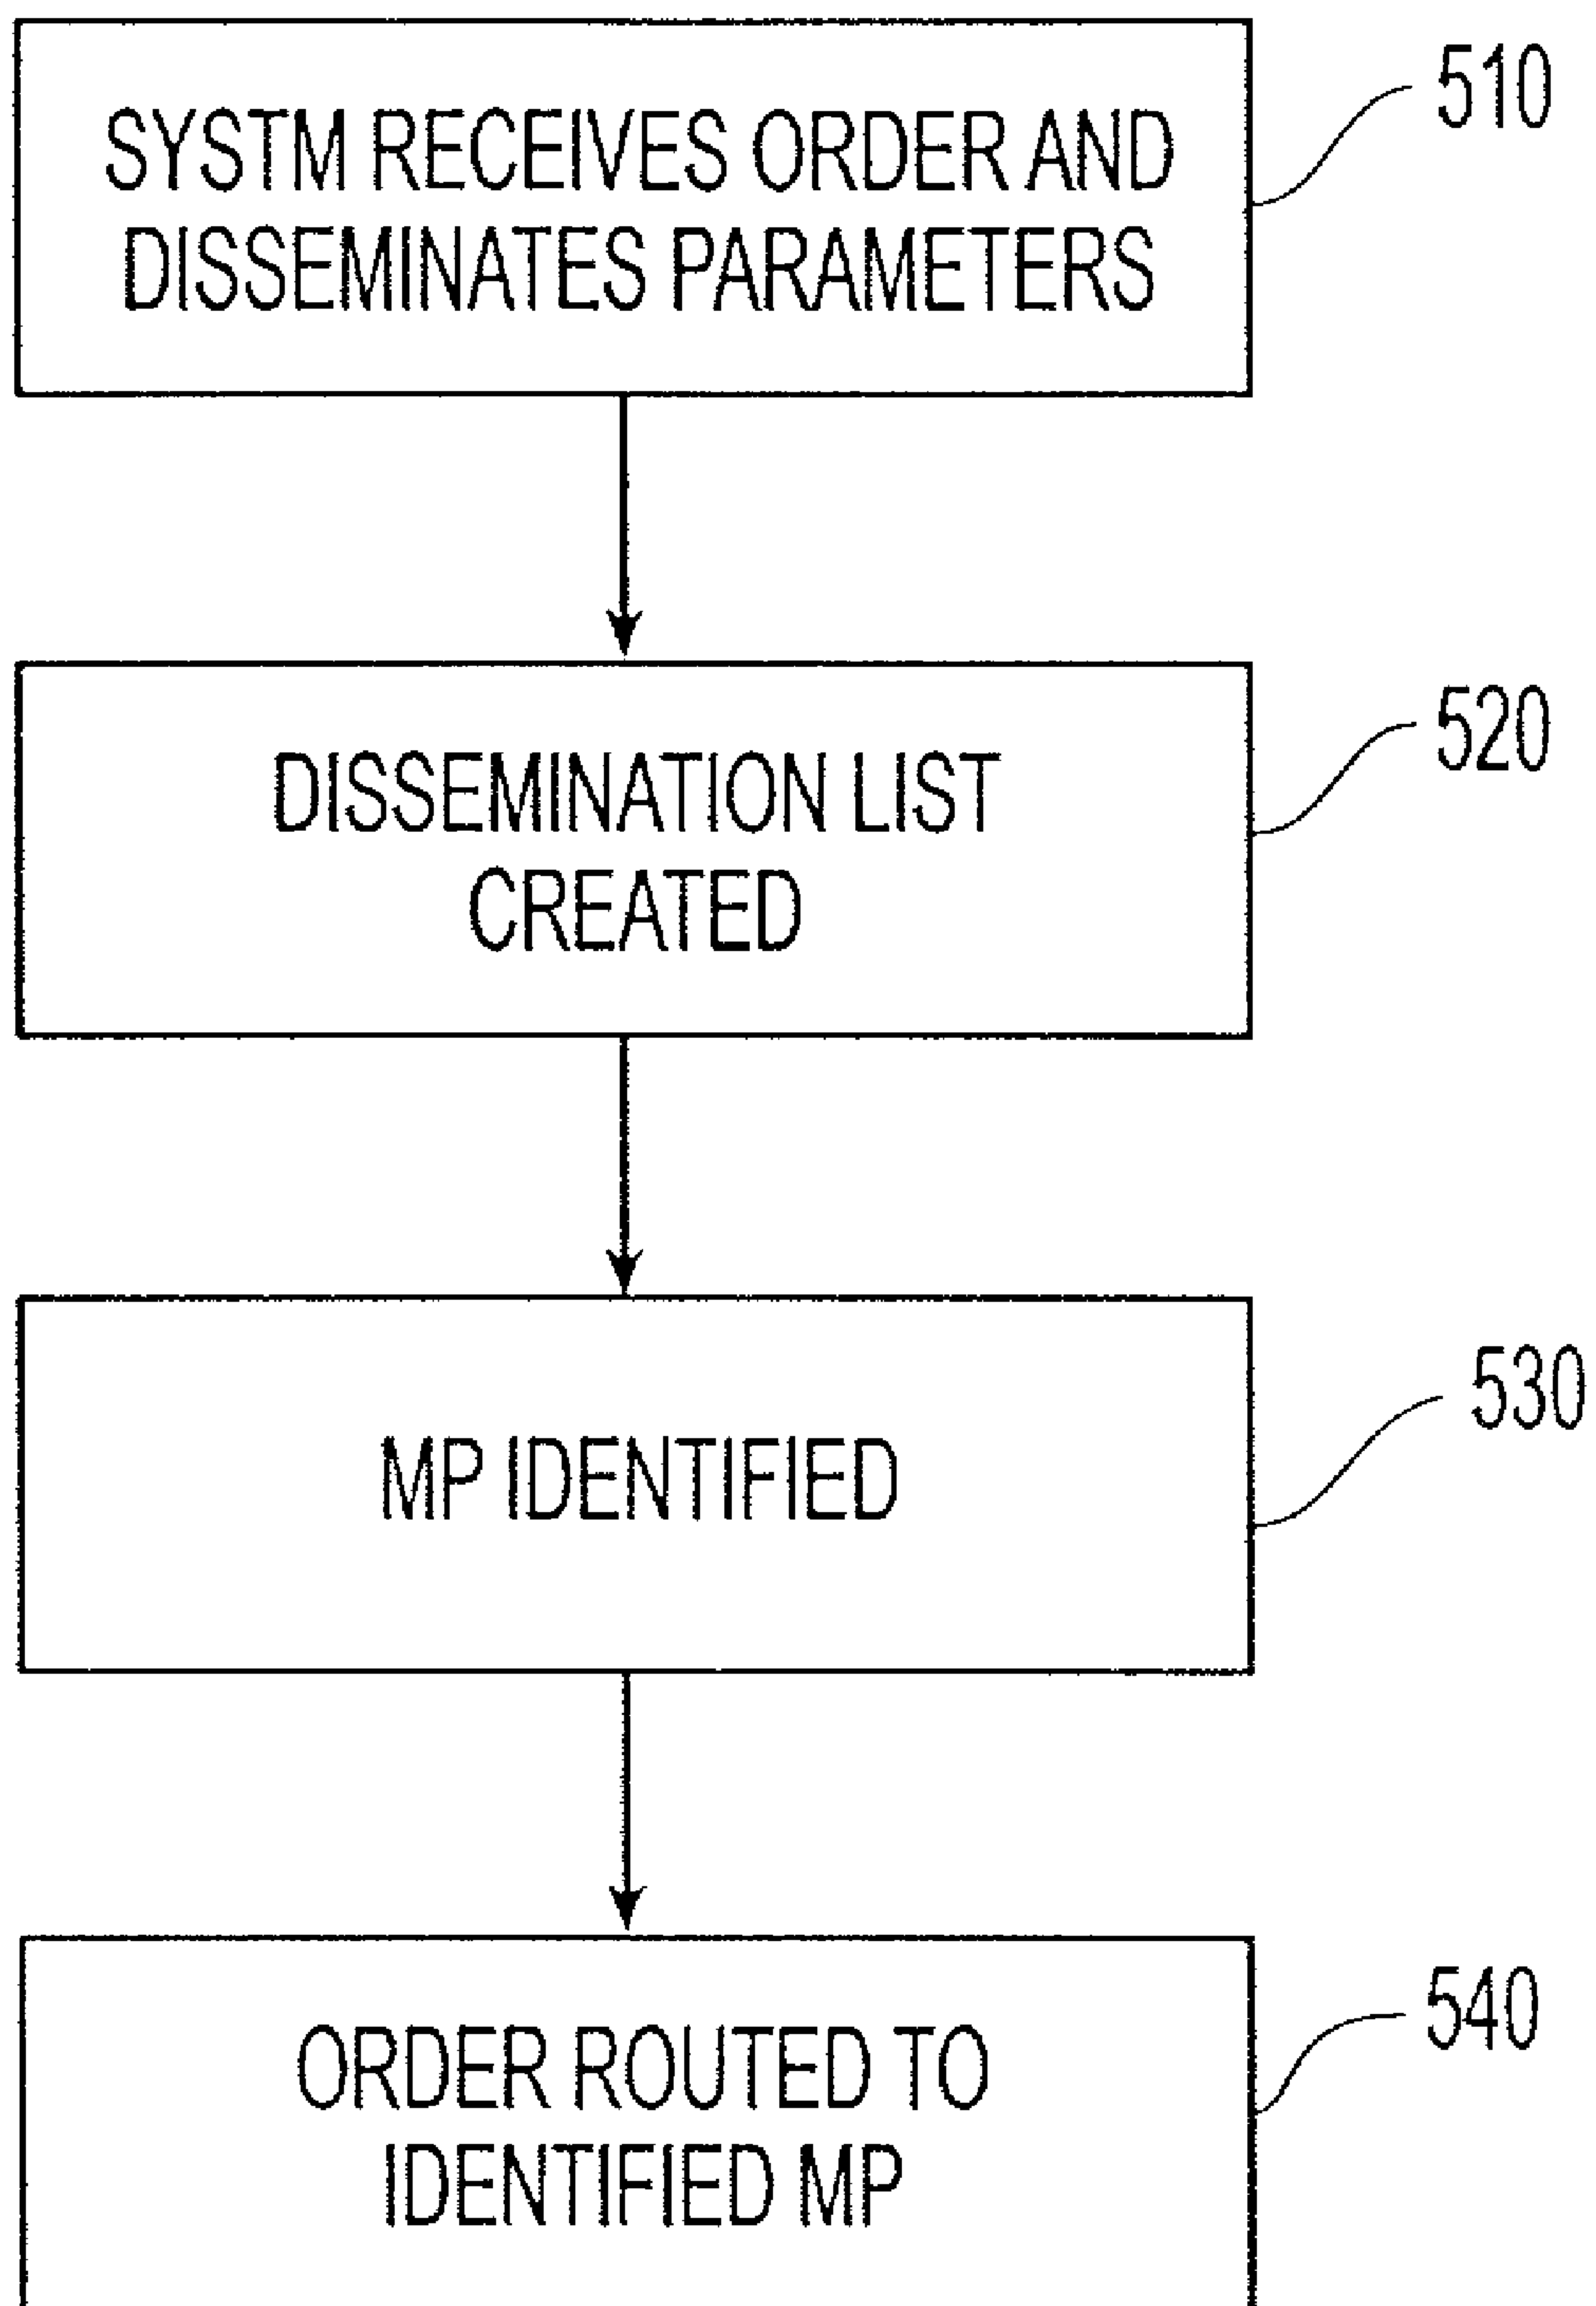 SYSTM RECEIVES ORDER AND
DISSEMINATES PARAMETERS
510
DISSEMINATION LIST
CREATED
520
MP IDENTIFIED
530
ORDER ROUTED TO
IDENTIFIED MP
540